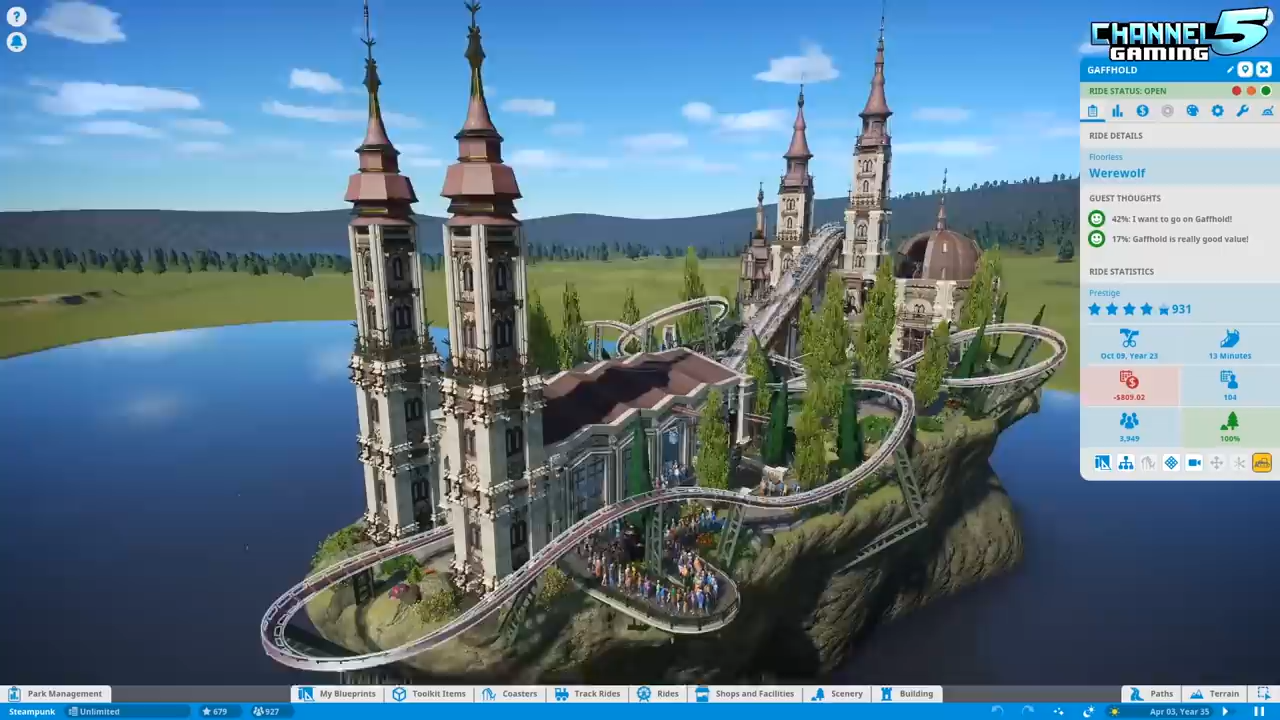 CHANNEL 5
GAMING
GAFFHOLD
RIDE STATUS: OPEN
RIDE DETAILS
Floorless
Werewolf
GUEST THOUGHTS
42%: I want to go on Gaffhold!
17%: Gaffhold is really good value!
RIDE STATISTICS
Prestige
931
Oct 09, Year 23
13 Minutes
-$809.02
104
3,949
100%
Park Management
My Blueprints
Toolkit Items
Coasters
Track Rides
Rides
Shops and Facilities
Scenery
Building
Paths
Terrain
Steampunk
Unlimited
679
927
Apr 03, Year 35